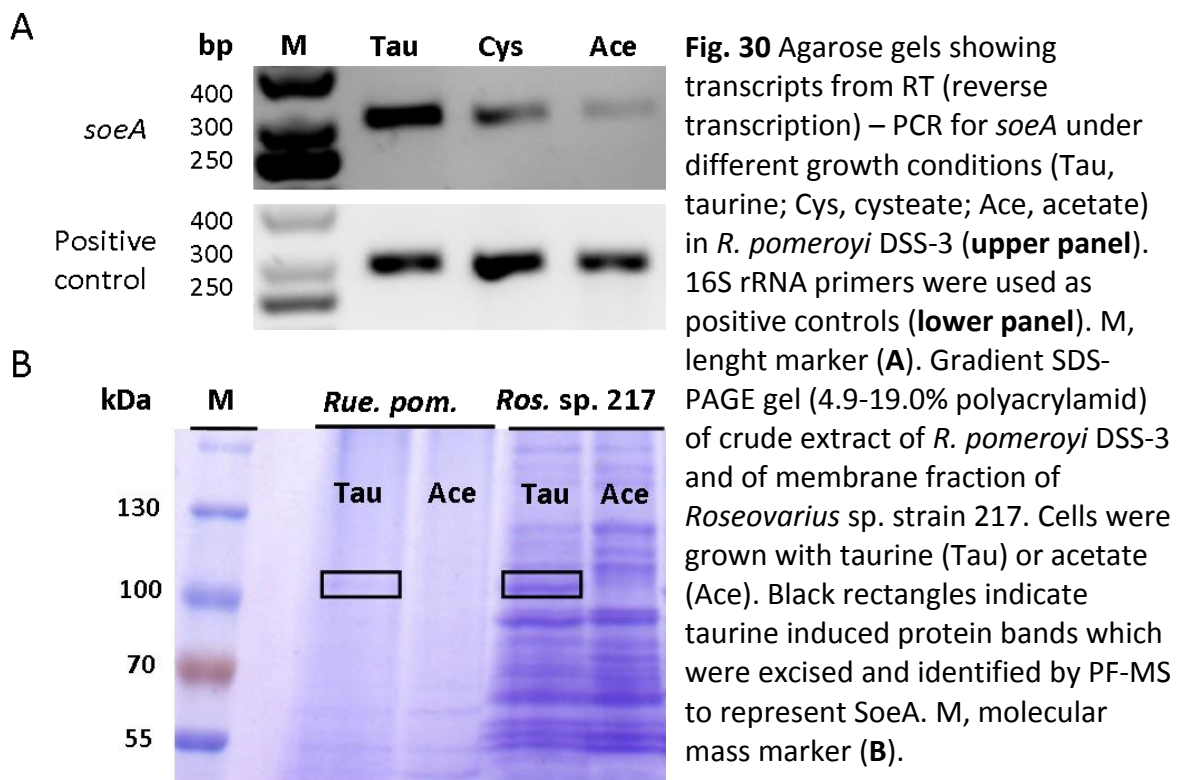 A
bp M Tau Cys Ace
soeA
400
300
250
Positive
control
400
300
250
B
kDa M Rue. pom. Ros. sp. 217
Tau Ace Tau Ace
130
100
70
55
Fig. 30 Agarose gels showing
transcripts from RT (reverse
transcription) – PCR for soeA under
different growth conditions (Tau,
taurine; Cys, cysteate; Ace, acetate)
in R. pomeroyi DSS-3 (upper panel).
16S rRNA primers were used as
positive controls (lower panel). M,
lenght marker (A). Gradient SDS-
PAGE gel (4.9-19.0% polyacrylamid)
of crude extract of R. pomeroyi DSS-3
and of membrane fraction of
Roseovarius sp. strain 217. Cells were
grown with taurine (Tau) or acetate
(Ace). Black rectangles indicate
taurine induced protein bands which
were excised and identified by PF-MS
to represent SoeA. M, molecular
mass marker (B).